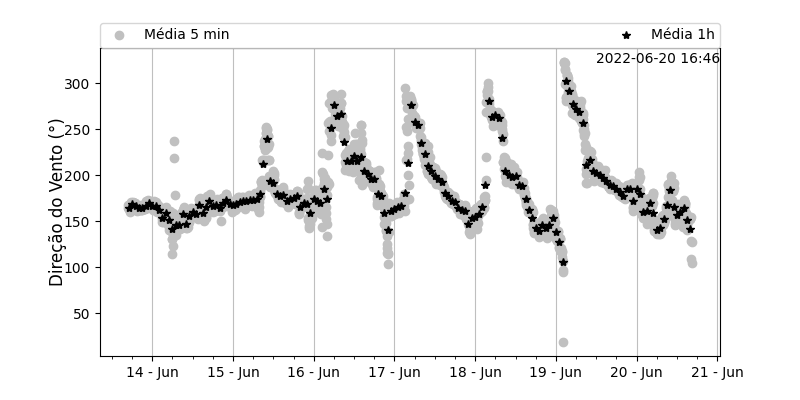 Média 5 min
Média 1h
2022-06-20 16:46
Direção do Vento (°)
300
250
200
150
100
50
14 - Jun
15 - Jun
16 - Jun
17 - Jun
18 - Jun
19 - Jun
20 - Jun
21 - Jun